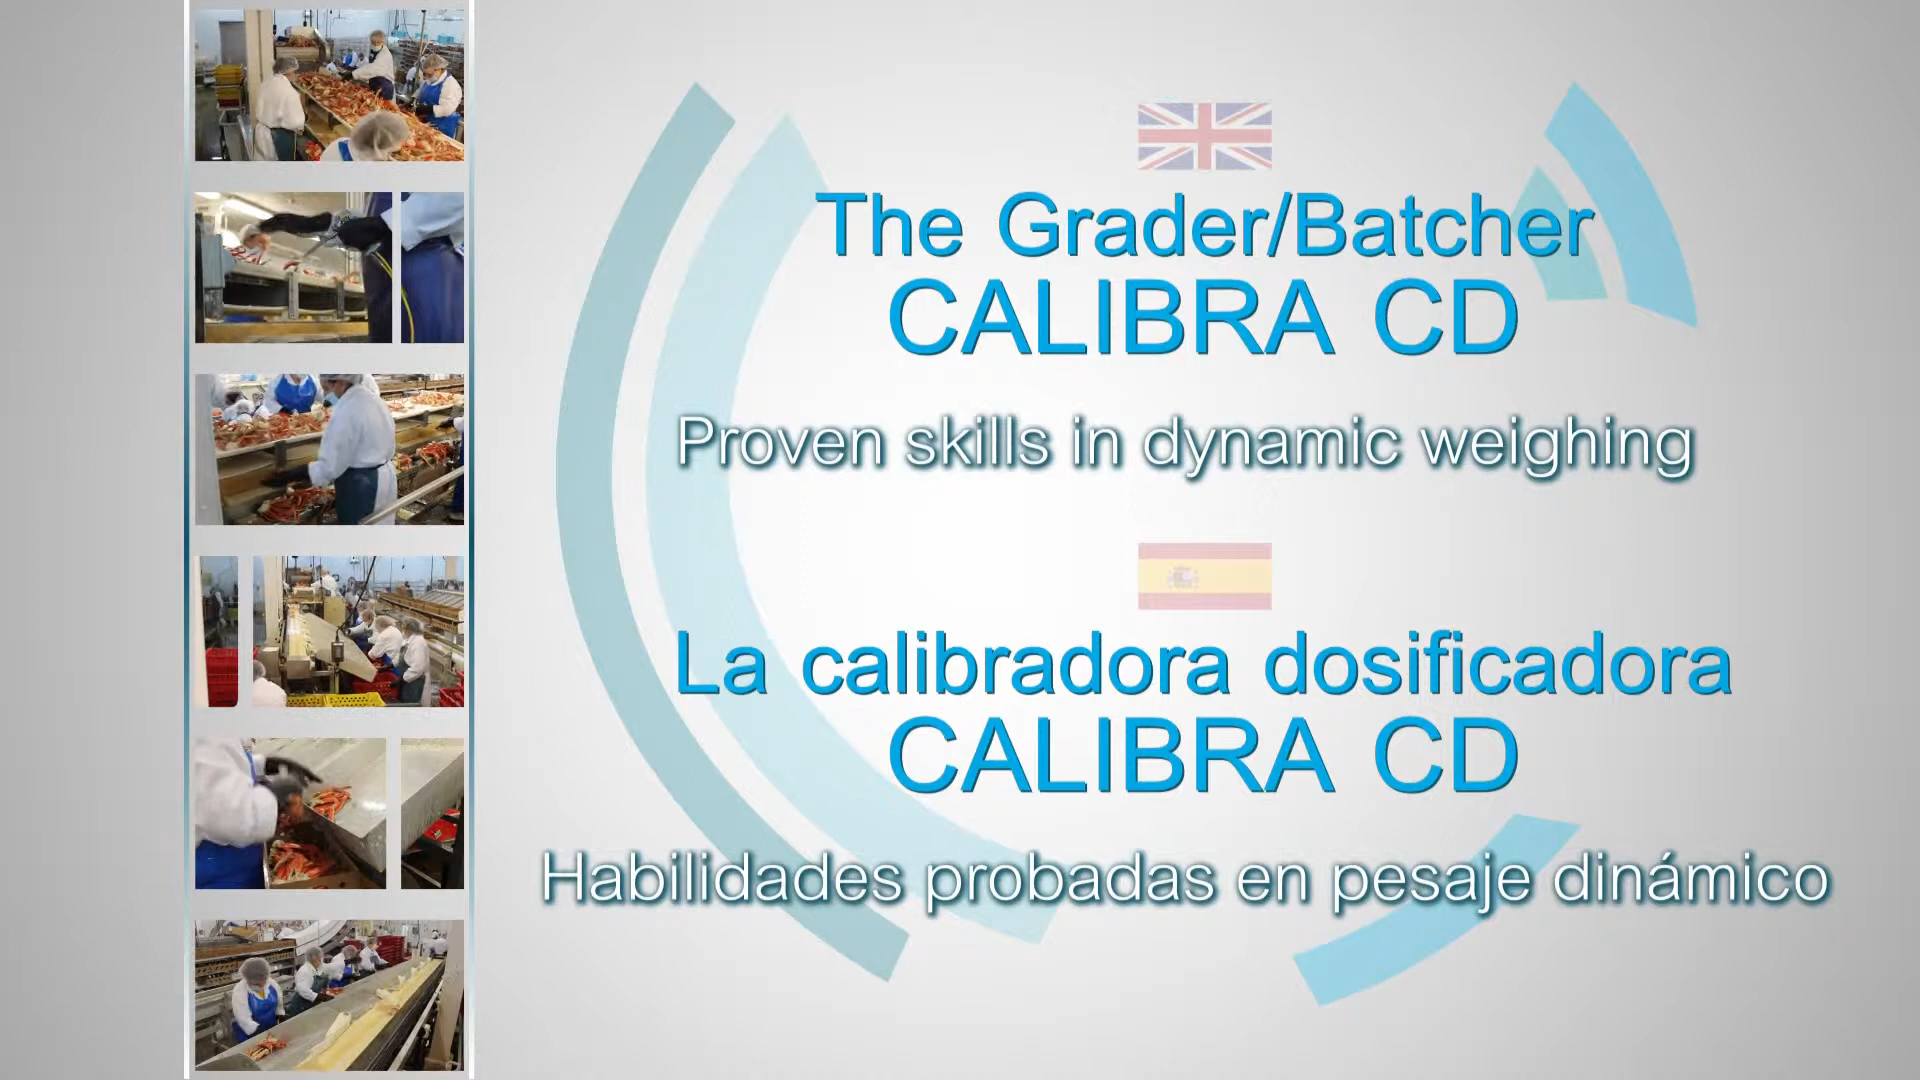 The Grader/Batcher
CALIBRA CD
Proven skills in dynamic weighing
La calibradora dosificadora
CALIBRA CD
Habilidades probadas en pesaje dinámico